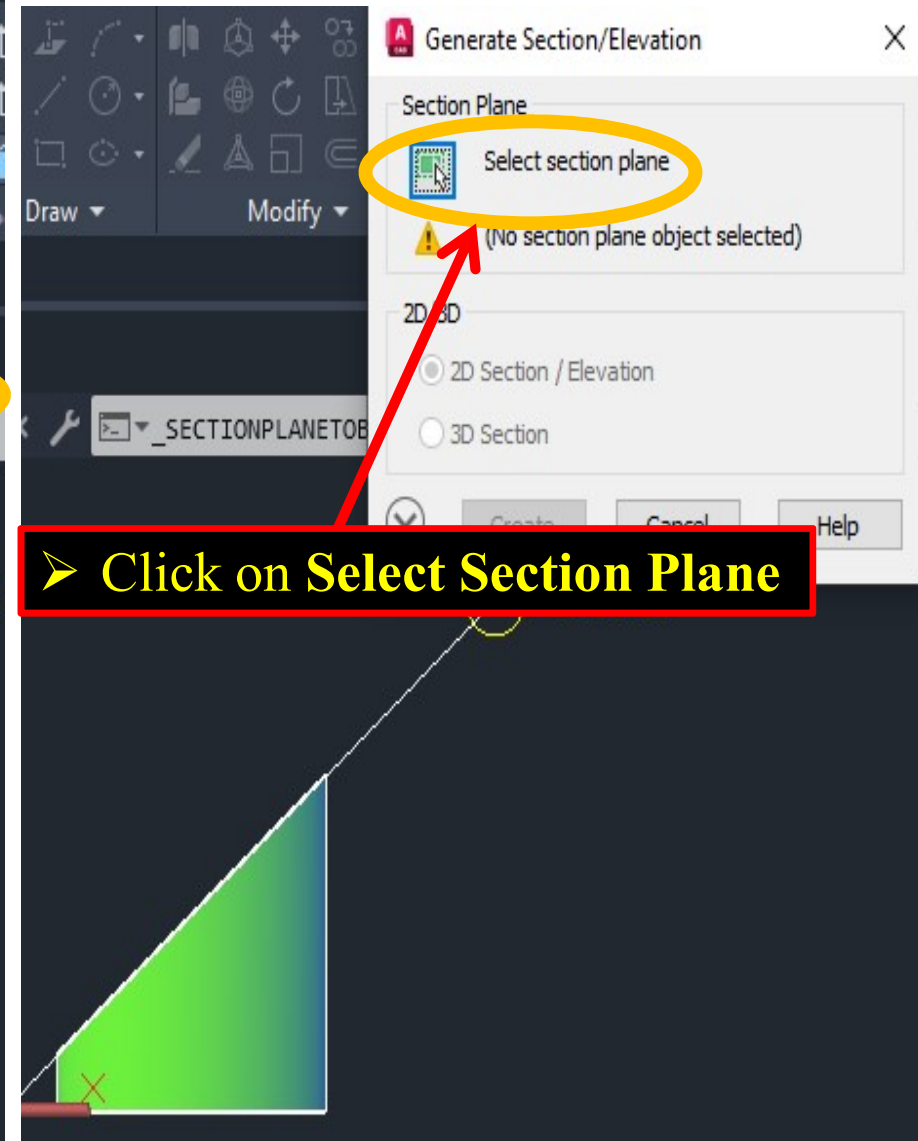 Generate Section/Elevation
Section Plane
Select section plane
(No section plane object selected)
Draw Modify
2D/3D
2D Section / Elevation
_SECTIONPLANETOB
3D Section
Cancel Help
➢ Click on Select Section Plane